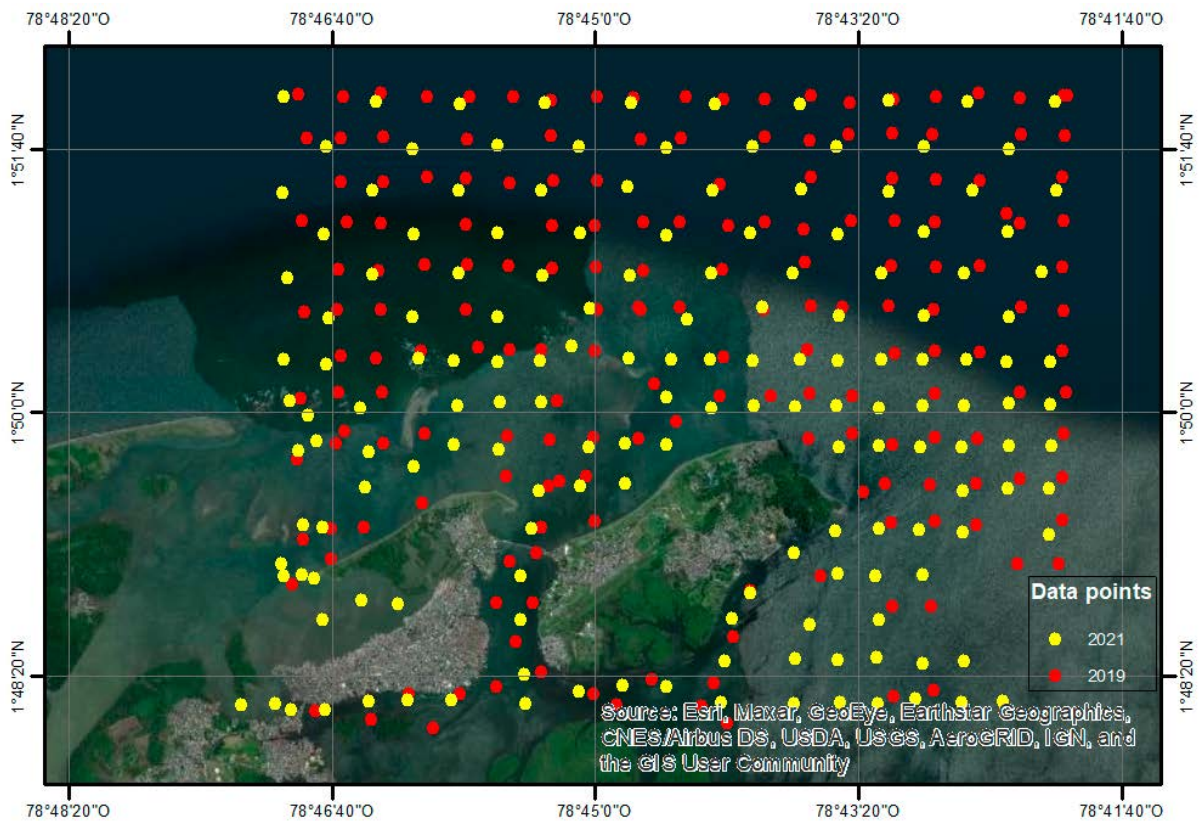 78°48'20"O 78°46'40"O 78°45'0"O 78°43'20"O 78°41'40"O
1°51'40"N 1°51'40"N
1°50'0"N 1°50'0"N
1°48'20"N 1°48'20"N
Data points
2021
2019
Source: Esri, Maxar, GeoEye, Earthstar Geographics,
CNES/Airbus DS, USDA, USGS, AeroGRID, IGN, and
the GIS User Community
78°48'20"O 78°46'40"O 78°45'0"O 78°43'20"O 78°41'40"O